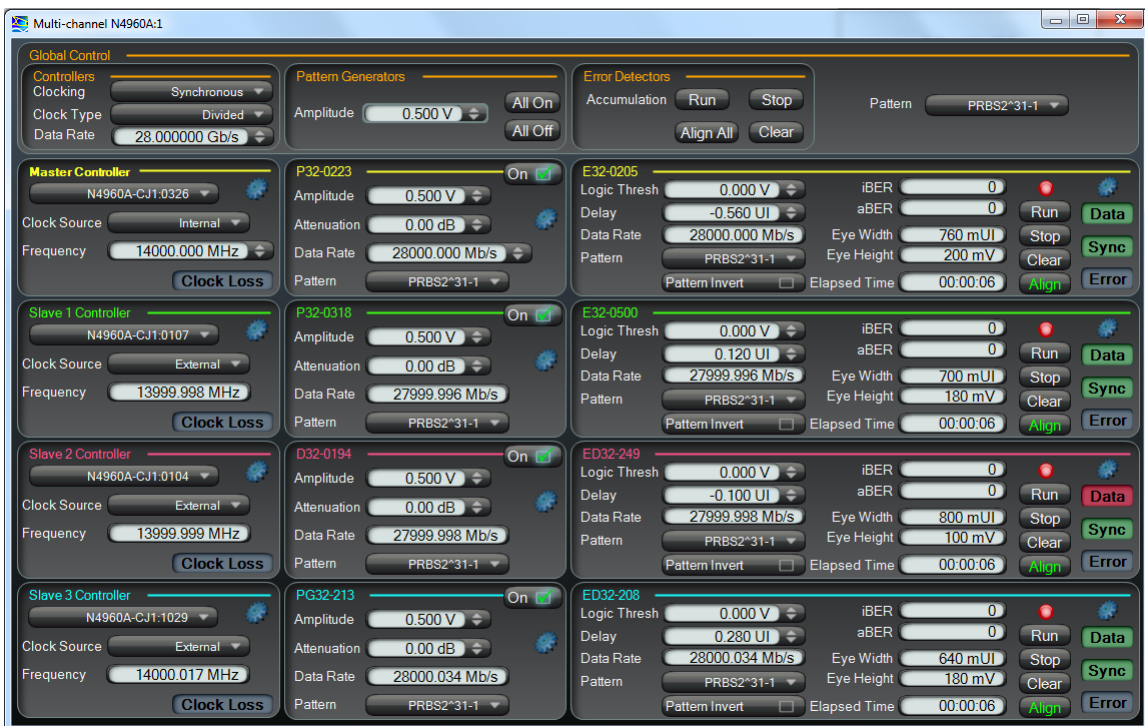 Multi-channel N4960A:1
Global Control
Controllers
Clocking Synchronous
Clock Type Divided
Data Rate 28.000000 Gb/s
Pattern Generators
Amplitude 0.500 V
All On
All Off
Error Detectors
Accumulation Run Stop
Align All Clear
Pattern PRBS2^31-1
Master Controller
N4960A-CJ1:0326
Clock Source Internal
Frequency 14000.000 MHz
Clock Loss
P32-0223 On
Amplitude 0.500 V
Attenuation 0.00 dB
Data Rate 28000.000 Mb/s
Pattern PRBS2^31-1
E32-0205
Logic Thresh 0.000 V
Delay -0.560 UI
Data Rate 28000.000 Mb/s
Pattern PRBS2^31-1
Pattern Invert
iBER 0
aBER 0
Eye Width 760 mUI
Eye Height 200 mV
Elapsed Time 00:00:06
Run
Stop
Clear
Align
Data
Sync
Error
Slave 1 Controller
N4960A-CJ1:0107
Clock Source External
Frequency 13999.998 MHz
Clock Loss
P32-0318 On
Amplitude 0.500 V
Attenuation 0.00 dB
Data Rate 27999.996 Mb/s
Pattern PRBS2^31-1
E32-0500
Logic Thresh 0.000 V
Delay 0.120 UI
Data Rate 27999.996 Mb/s
Pattern PRBS2^31-1
Pattern Invert
iBER 0
aBER 0
Eye Width 700 mUI
Eye Height 180 mV
Elapsed Time 00:00:06
Run
Stop
Clear
Align
Data
Sync
Error
Slave 2 Controller
N4960A-CJ1:0104
Clock Source External
Frequency 13999.999 MHz
Clock Loss
D32-0194 On
Amplitude 0.500 V
Attenuation 0.00 dB
Data Rate 27999.998 Mb/s
Pattern PRBS2^31-1
ED32-249
Logic Thresh 0.000 V
Delay -0.100 UI
Data Rate 27999.998 Mb/s
Pattern PRBS2^31-1
Pattern Invert
iBER 0
aBER 0
Eye Width 800 mUI
Eye Height 100 mV
Elapsed Time 00:00:06
Run
Stop
Clear
Align
Data
Sync
Error
Slave 3 Controller
N4960A-CJ1:1029
Clock Source External
Frequency 14000.017 MHz
Clock Loss
PG32-213 On
Amplitude 0.500 V
Attenuation 0.00 dB
Data Rate 28000.034 Mb/s
Pattern PRBS2^31-1
ED32-208
Logic Thresh 0.000 V
Delay 0.280 UI
Data Rate 28000.034 Mb/s
Pattern PRBS2^31-1
Pattern Invert
iBER 0
aBER 0
Eye Width 640 mUI
Eye Height 180 mV
Elapsed Time 00:00:06
Run
Stop
Clear
Align
Data
Sync
Error